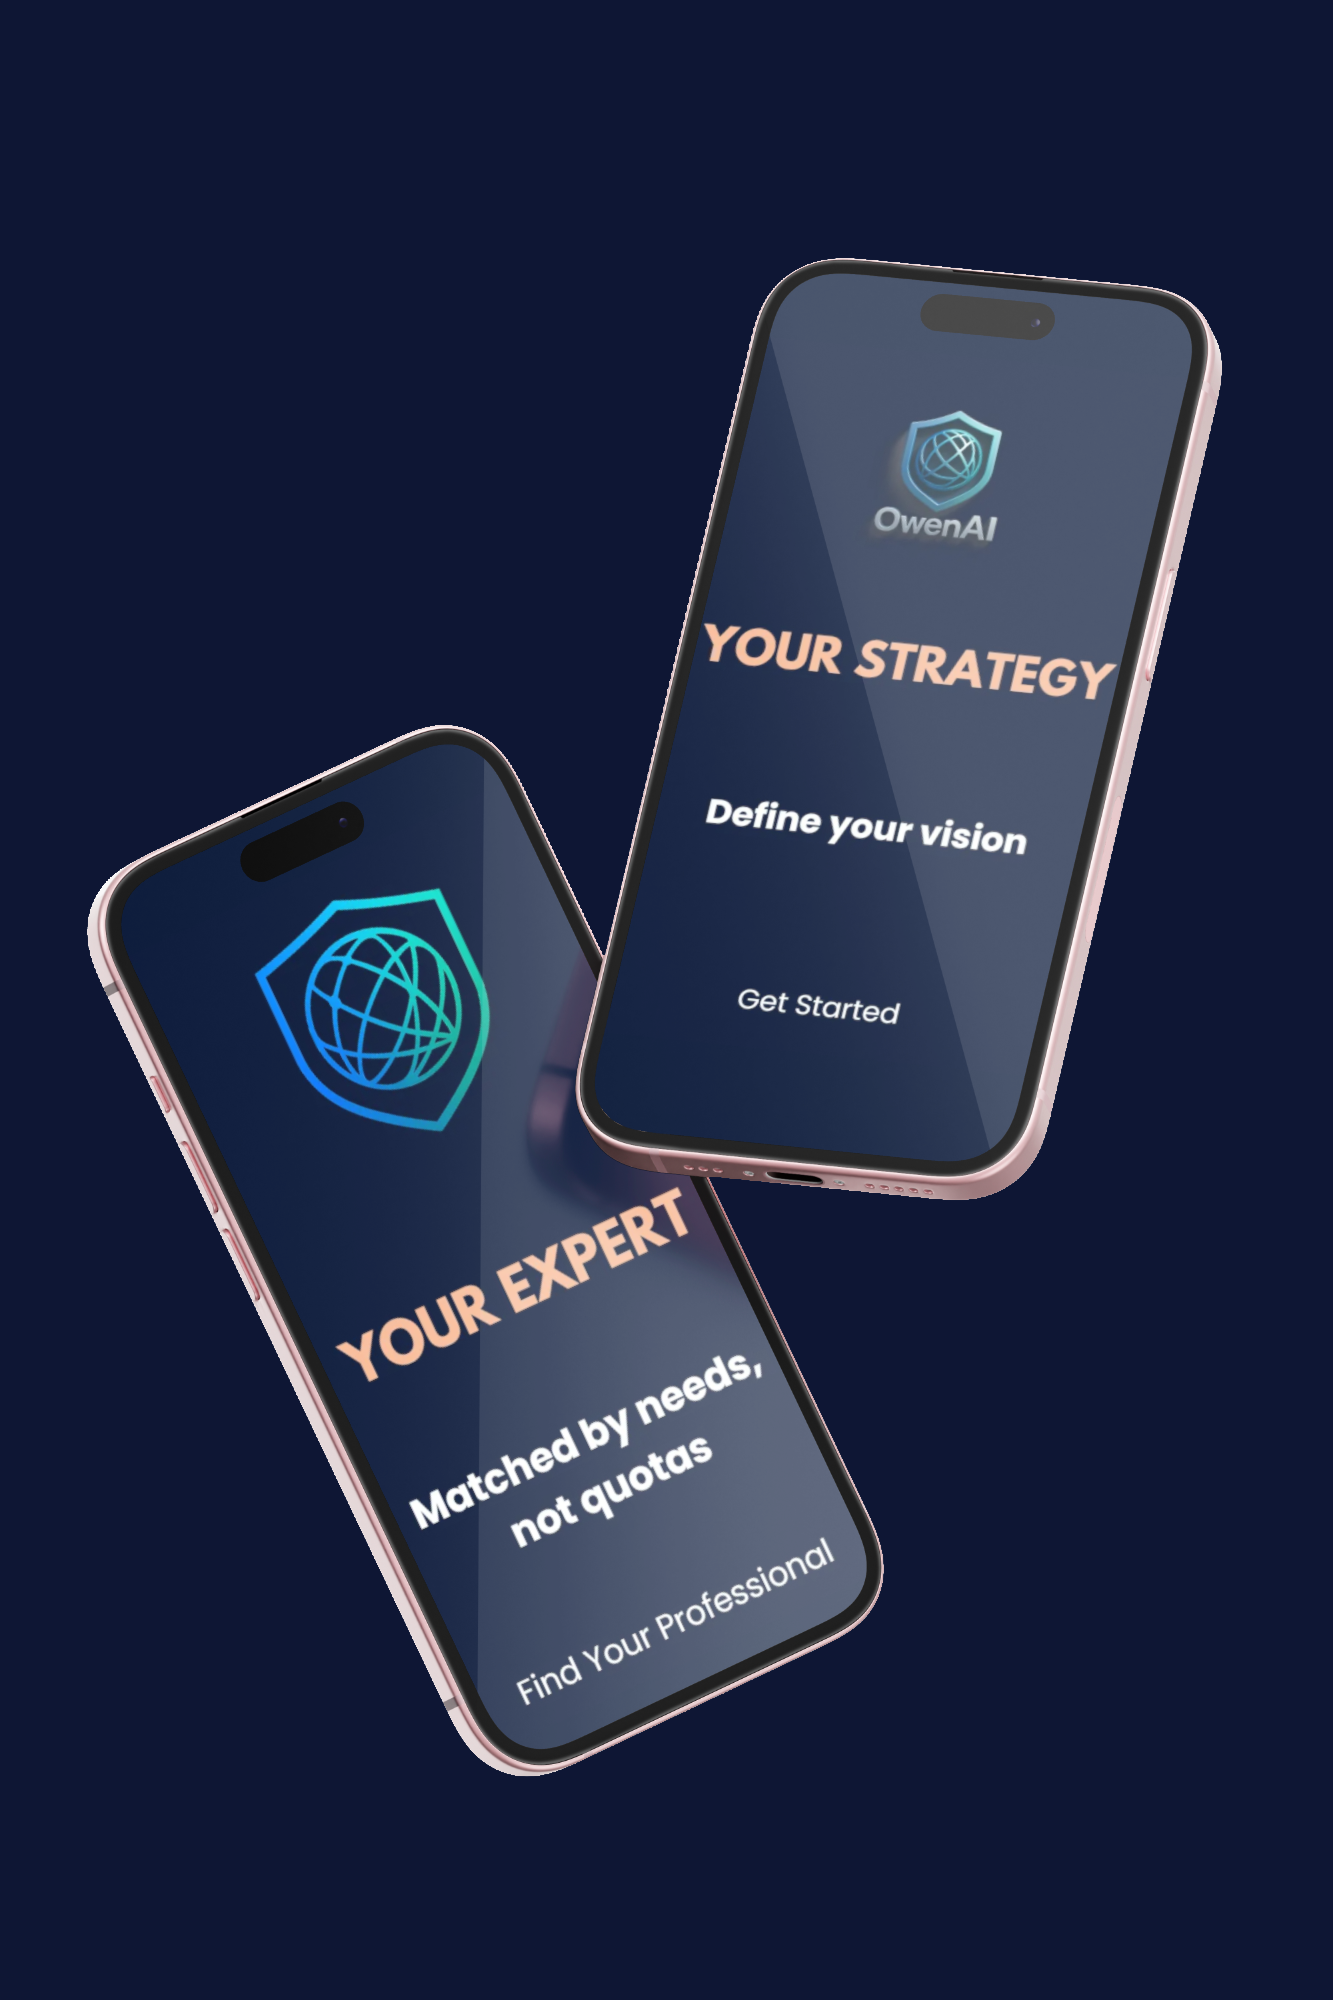 OwenAI
YOUR STRATEGY
Define your vision
Get Started
YOUR EXPERT
Matched by needs,
not quotas
Find Your Professional